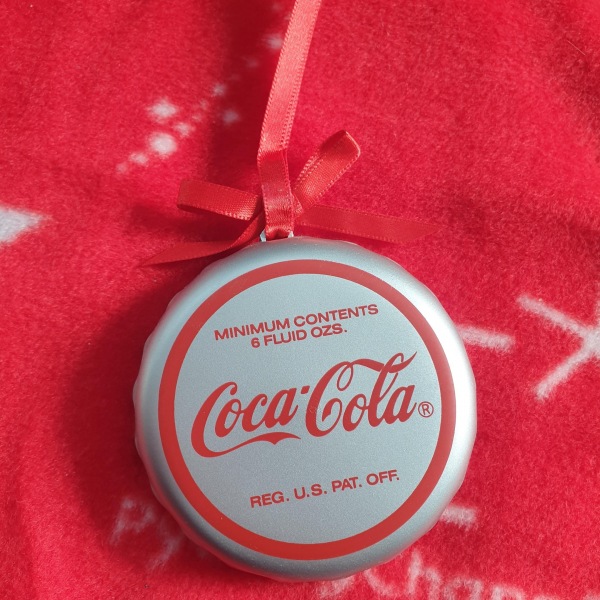 MINIMUM CONTENTS
6 FLUID OZS.
Coca-Cola®
REG. U.S. PAT. OFF.